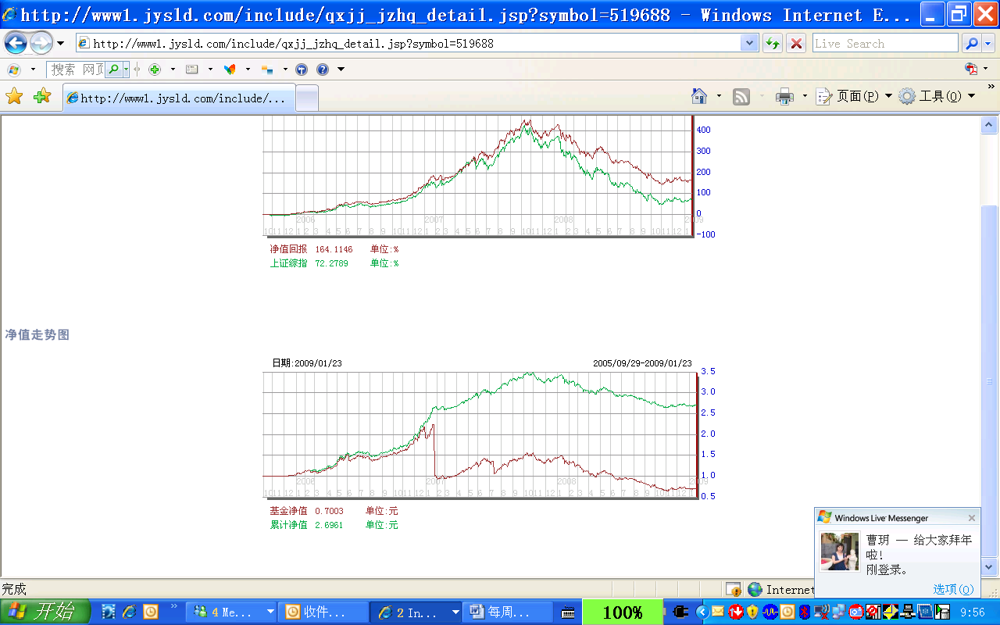 http://www1.jysld.com/include/qxjj_jzhq_detail.jsp?symbol=519688 - Windows Internet E...
http://www1.jysld.com/include/qxjj_jzhq_detail.jsp?symbol=519688
Live Search
搜索 网页
http://www1.jysld.com/include/...
页面(P)
工具(O)
»
400
300
200
100
0
-100
2006 2007 2008 2009
10 11 12 1 2 3 4 5 6 7 8 9 10 11 12 1 2 3 4 5 6 7 8 9 10 11 12 1 2 3 4 5 6 7 8 9 10 11 12 1
净值回报 164.1146 单位:%
上证综指 72.2789 单位:%
净值走势图
日期:2009/01/23 2005/09/29-2009/01/23
3.5
3.0
2.5
2.0
1.5
1.0
0.5
2006 2007 2008 2009
10 11 12 1 2 3 4 5 6 7 8 9 10 11 12 1 2 3 4 5 6 7 8 9 10 11 12 1 2 3 4 5 6 7 8 9 10 11 12 1
基金净值 0.7003 单位:元
累计净值 2.6961 单位:元
Windows Live Messenger
曹玥 — 给大家拜年
啦!
刚登录。
选项(O)
完成
Internet
开始
»
4 Me...
收件...
2 In...
每周...
100%
9:56